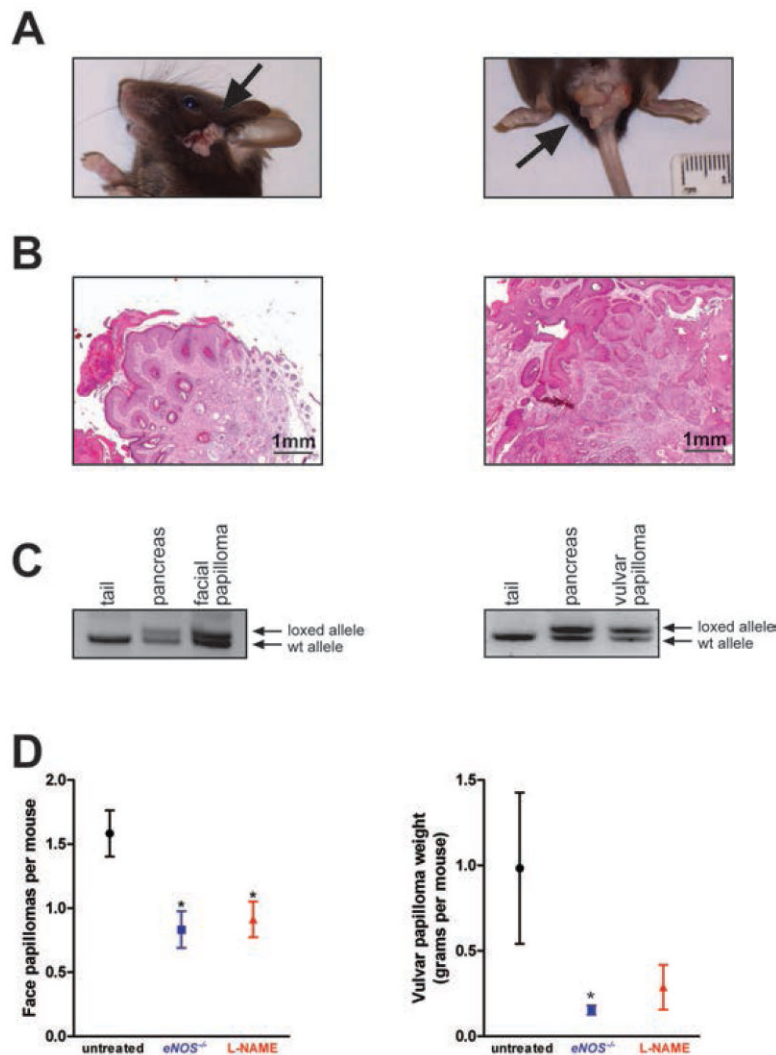 A
B
1mm
1mm
C
tail
pancreas
facial
papilloma
loxed allele
wt allele
tail
pancreas
vulvar
papilloma
loxed allele
wt allele
D
Face papillomas per mouse
2.0
1.5
1.0
0.5
0.0
*
*
untreated
eNOS-/-
L-NAME
Vulvar papilloma weight
(grams per mouse)
1.5
1.0
0.5
0.0
*
untreated
eNOS-/-
L-NAME